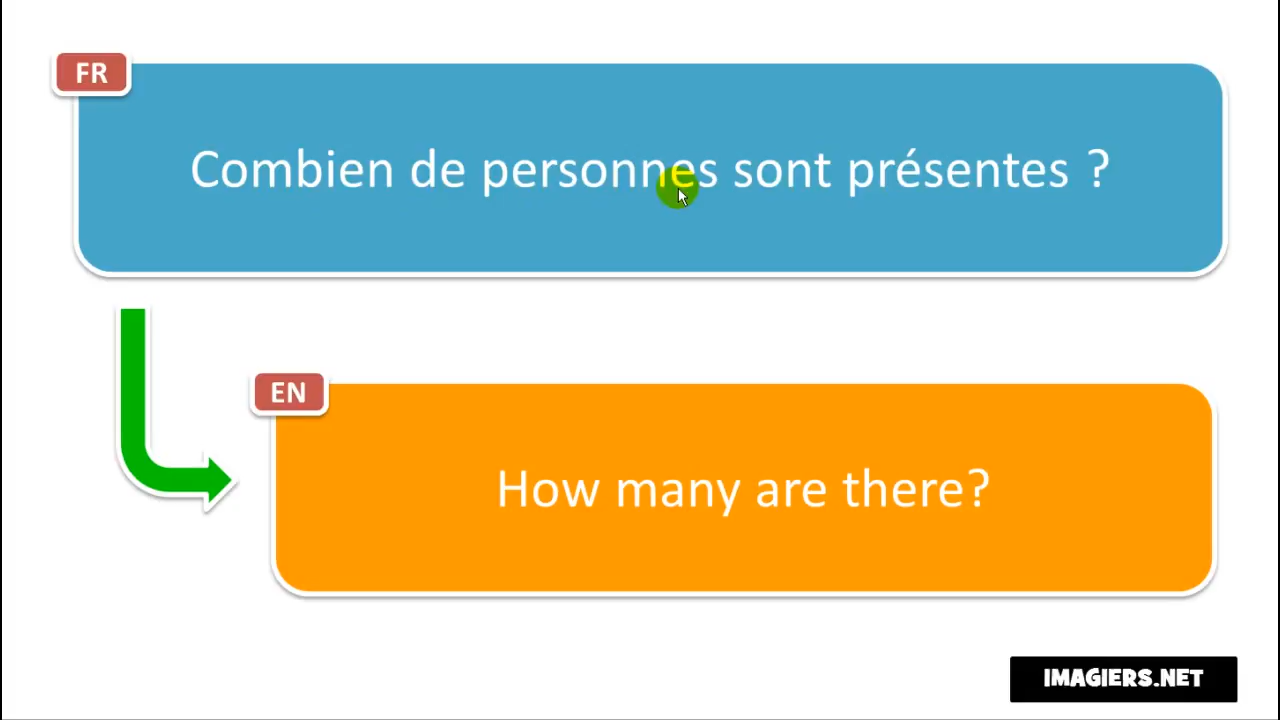 FR
Combien de personnes sont présentes ?
EN
How many are there?
IMAGIERS.NET